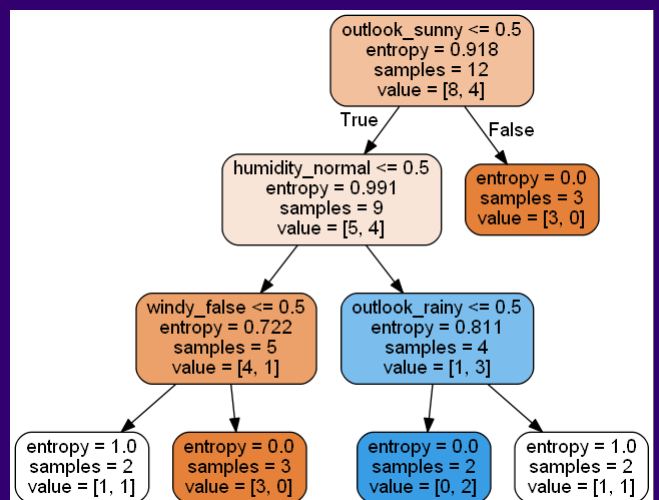 outlook_sunny <= 0.5
entropy = 0.918
samples = 12
value = [8, 4]
True
False
humidity_normal <= 0.5
entropy = 0.991
samples = 9
value = [5, 4]
entropy = 0.0
samples = 3
value = [3, 0]
windy_false <= 0.5
entropy = 0.722
samples = 5
value = [4, 1]
outlook_rainy <= 0.5
entropy = 0.811
samples = 4
value = [1, 3]
entropy = 1.0
samples = 2
value = [1, 1]
entropy = 0.0
samples = 3
value = [3, 0]
entropy = 0.0
samples = 2
value = [0, 2]
entropy = 1.0
samples = 2
value = [1, 1]